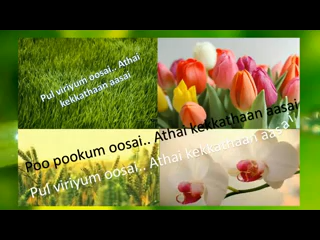 Pul viriyum oosai.. Athai
kekkathaan aasai
Poo pookum oosai.. Athai kekkathaan aasai
Pul viriyum oosai.. Athai kekkathaan aasai